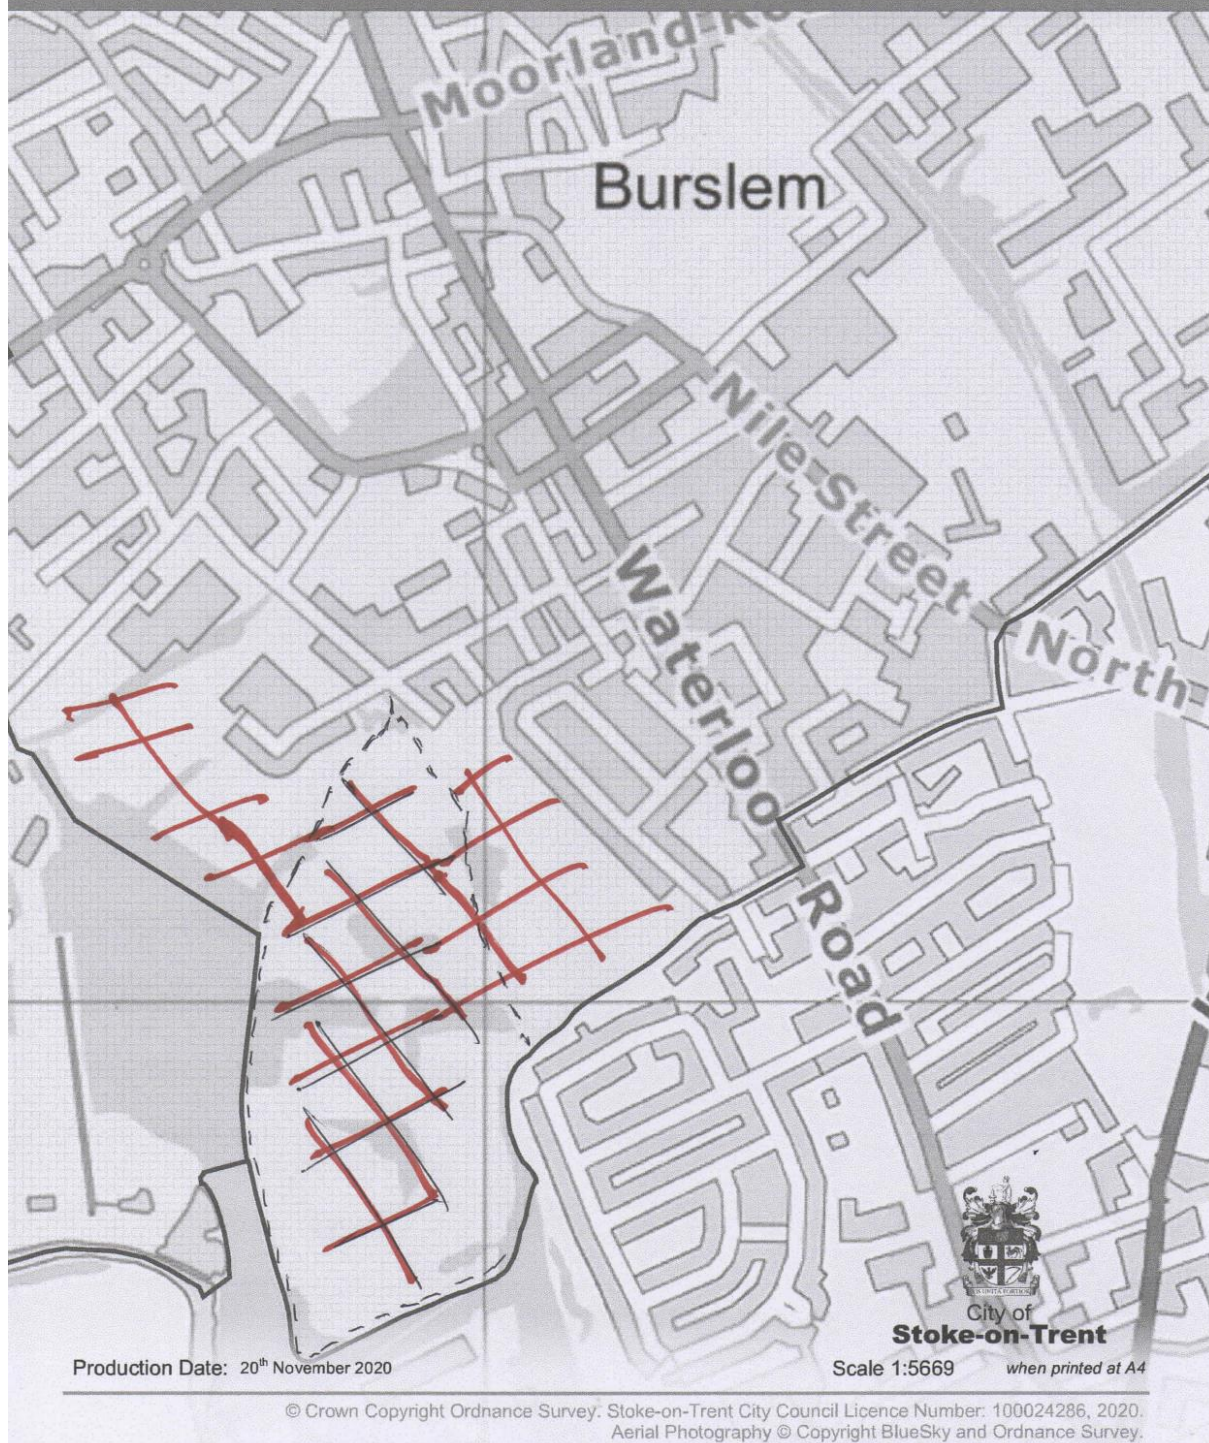 Moorland Ro
Burslem
Nile Street
North
Waterloo
Road
City of
Stoke-on-Trent
Production Date: 20th November 2020
Scale 1:5669 when printed at A4
© Crown Copyright Ordnance Survey. Stoke-on-Trent City Council Licence Number: 100024286, 2020.
Aerial Photography © Copyright BlueSky and Ordnance Survey.